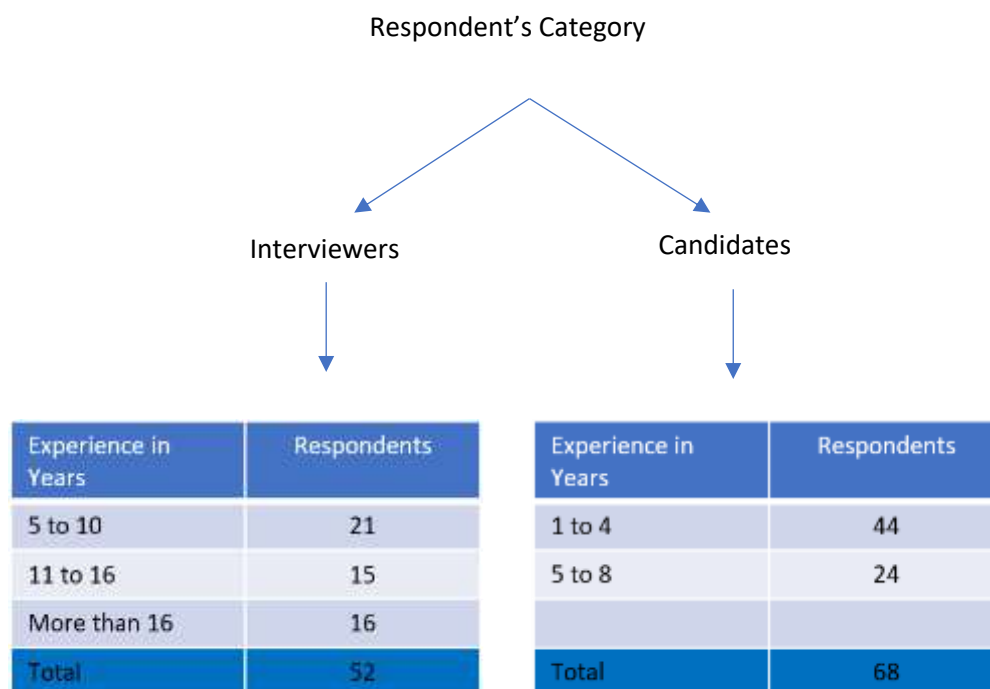 Respondent’s Category
Interviewers
Candidates
Experience in Years Respondents
5 to 10 21
11 to 16 15
More than 16 16
Total 52
Experience in Years Respondents
1 to 4 44
5 to 8 24
Total 68